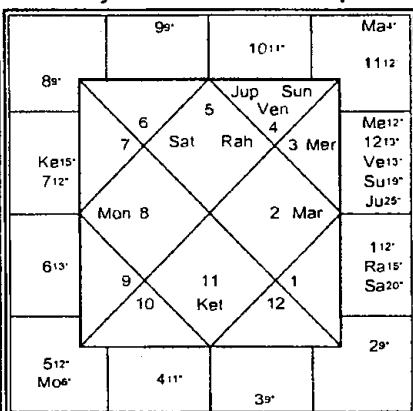 9 9°
10 11°
Ma 4°
11 12°
8 9°
Jup Sun
Ven
5
4
6
7
Sat Rah
3 Mer
Ke 15°
7 12°
Me 12°
12 13°
Ve 13°
Su 19°
Ju 25°
Mon 8
2 Mar
6 13°
1 12°
Ra 15°
Sa 20°
9
10
11
Ket
1
12
5 12°
Mo 6°
4 11°
3 9°
2 9°